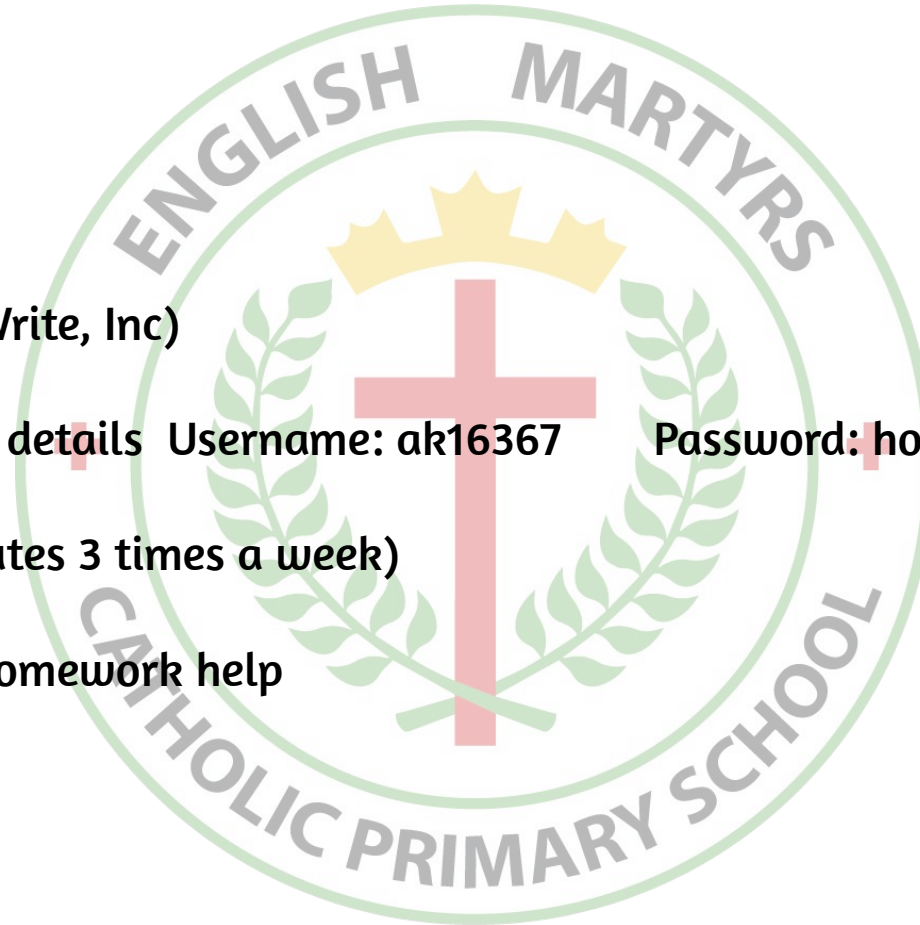 ENGLISH MARTYRS
Write, Inc)
details Username: ak16367 Password: ho
utes 3 times a week)
omework help
CATHOLIC PRIMARY SCHOOL